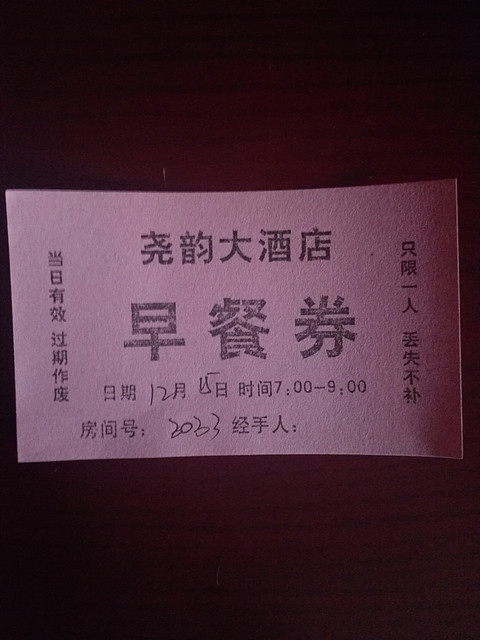 尧韵大酒店
早餐券
日期 12月 15日 时间7:00-9:00
房间号: 2033 经手人:
当日有效 过期作废
只限一人 丢失不补